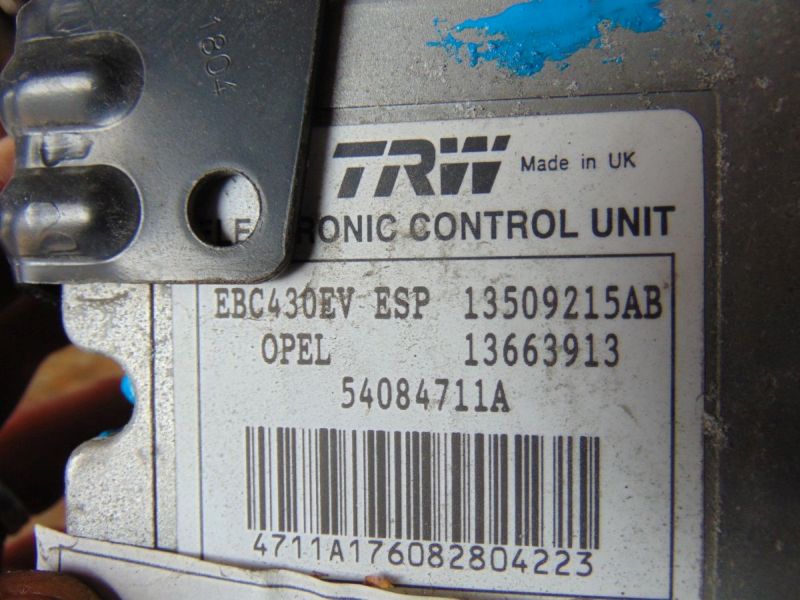 1804
TRW Made in UK
ELECTRONIC CONTROL UNIT
EBC430EV ESP 13509215AB
OPEL 13663913
54084711A
4711A176082804223